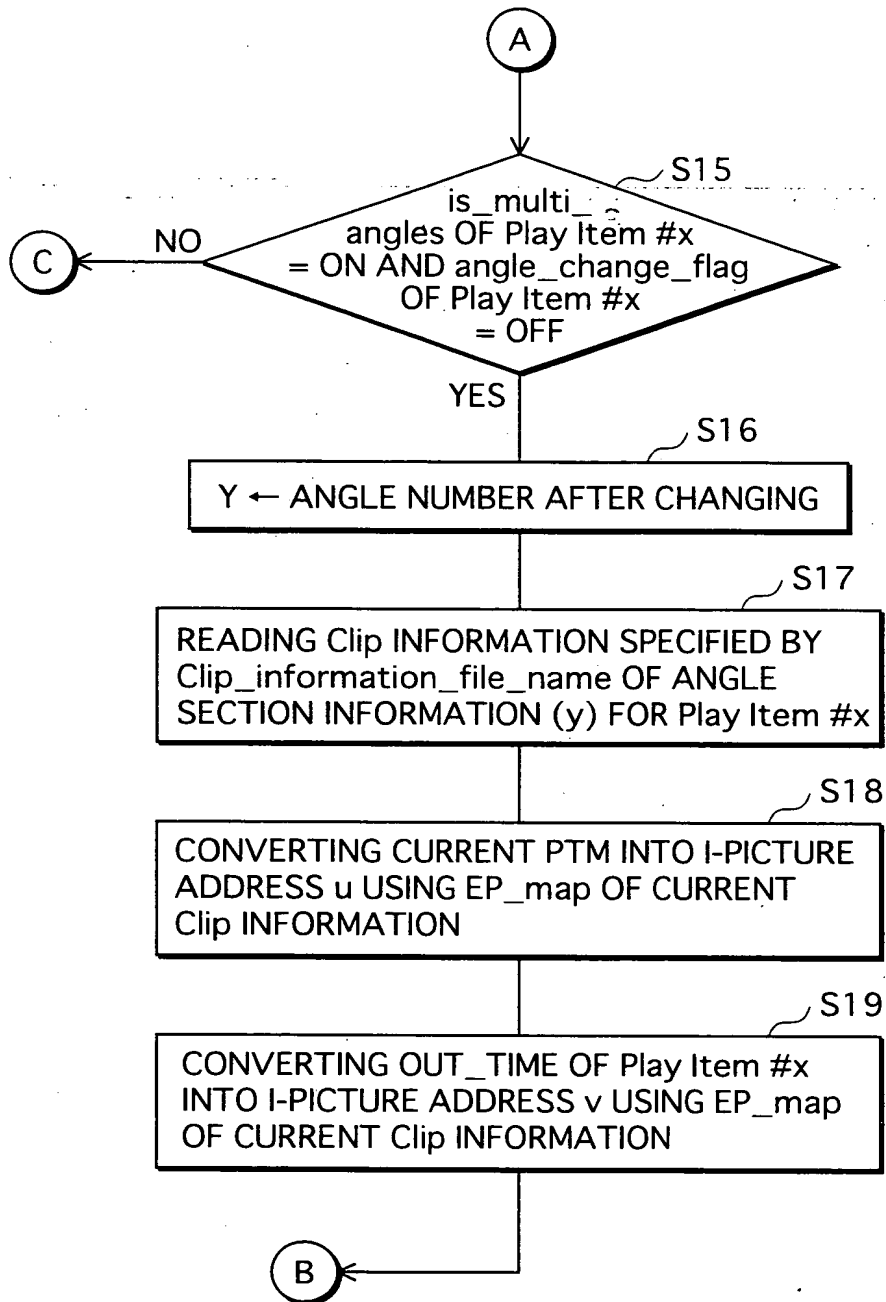 A
S15
is_multi_
angles OF Play Item #x
= ON AND angle_change_flag
OF Play Item #x
= OFF
NO
C
YES
S16
Y ← ANGLE NUMBER AFTER CHANGING
S17
READING Clip INFORMATION SPECIFIED BY
Clip_information_file_name OF ANGLE
SECTION INFORMATION (y) FOR Play Item #x
S18
CONVERTING CURRENT PTM INTO I-PICTURE
ADDRESS u USING EP_map OF CURRENT
Clip INFORMATION
S19
CONVERTING OUT_TIME OF Play Item #x
INTO I-PICTURE ADDRESS v USING EP_map
OF CURRENT Clip INFORMATION
B